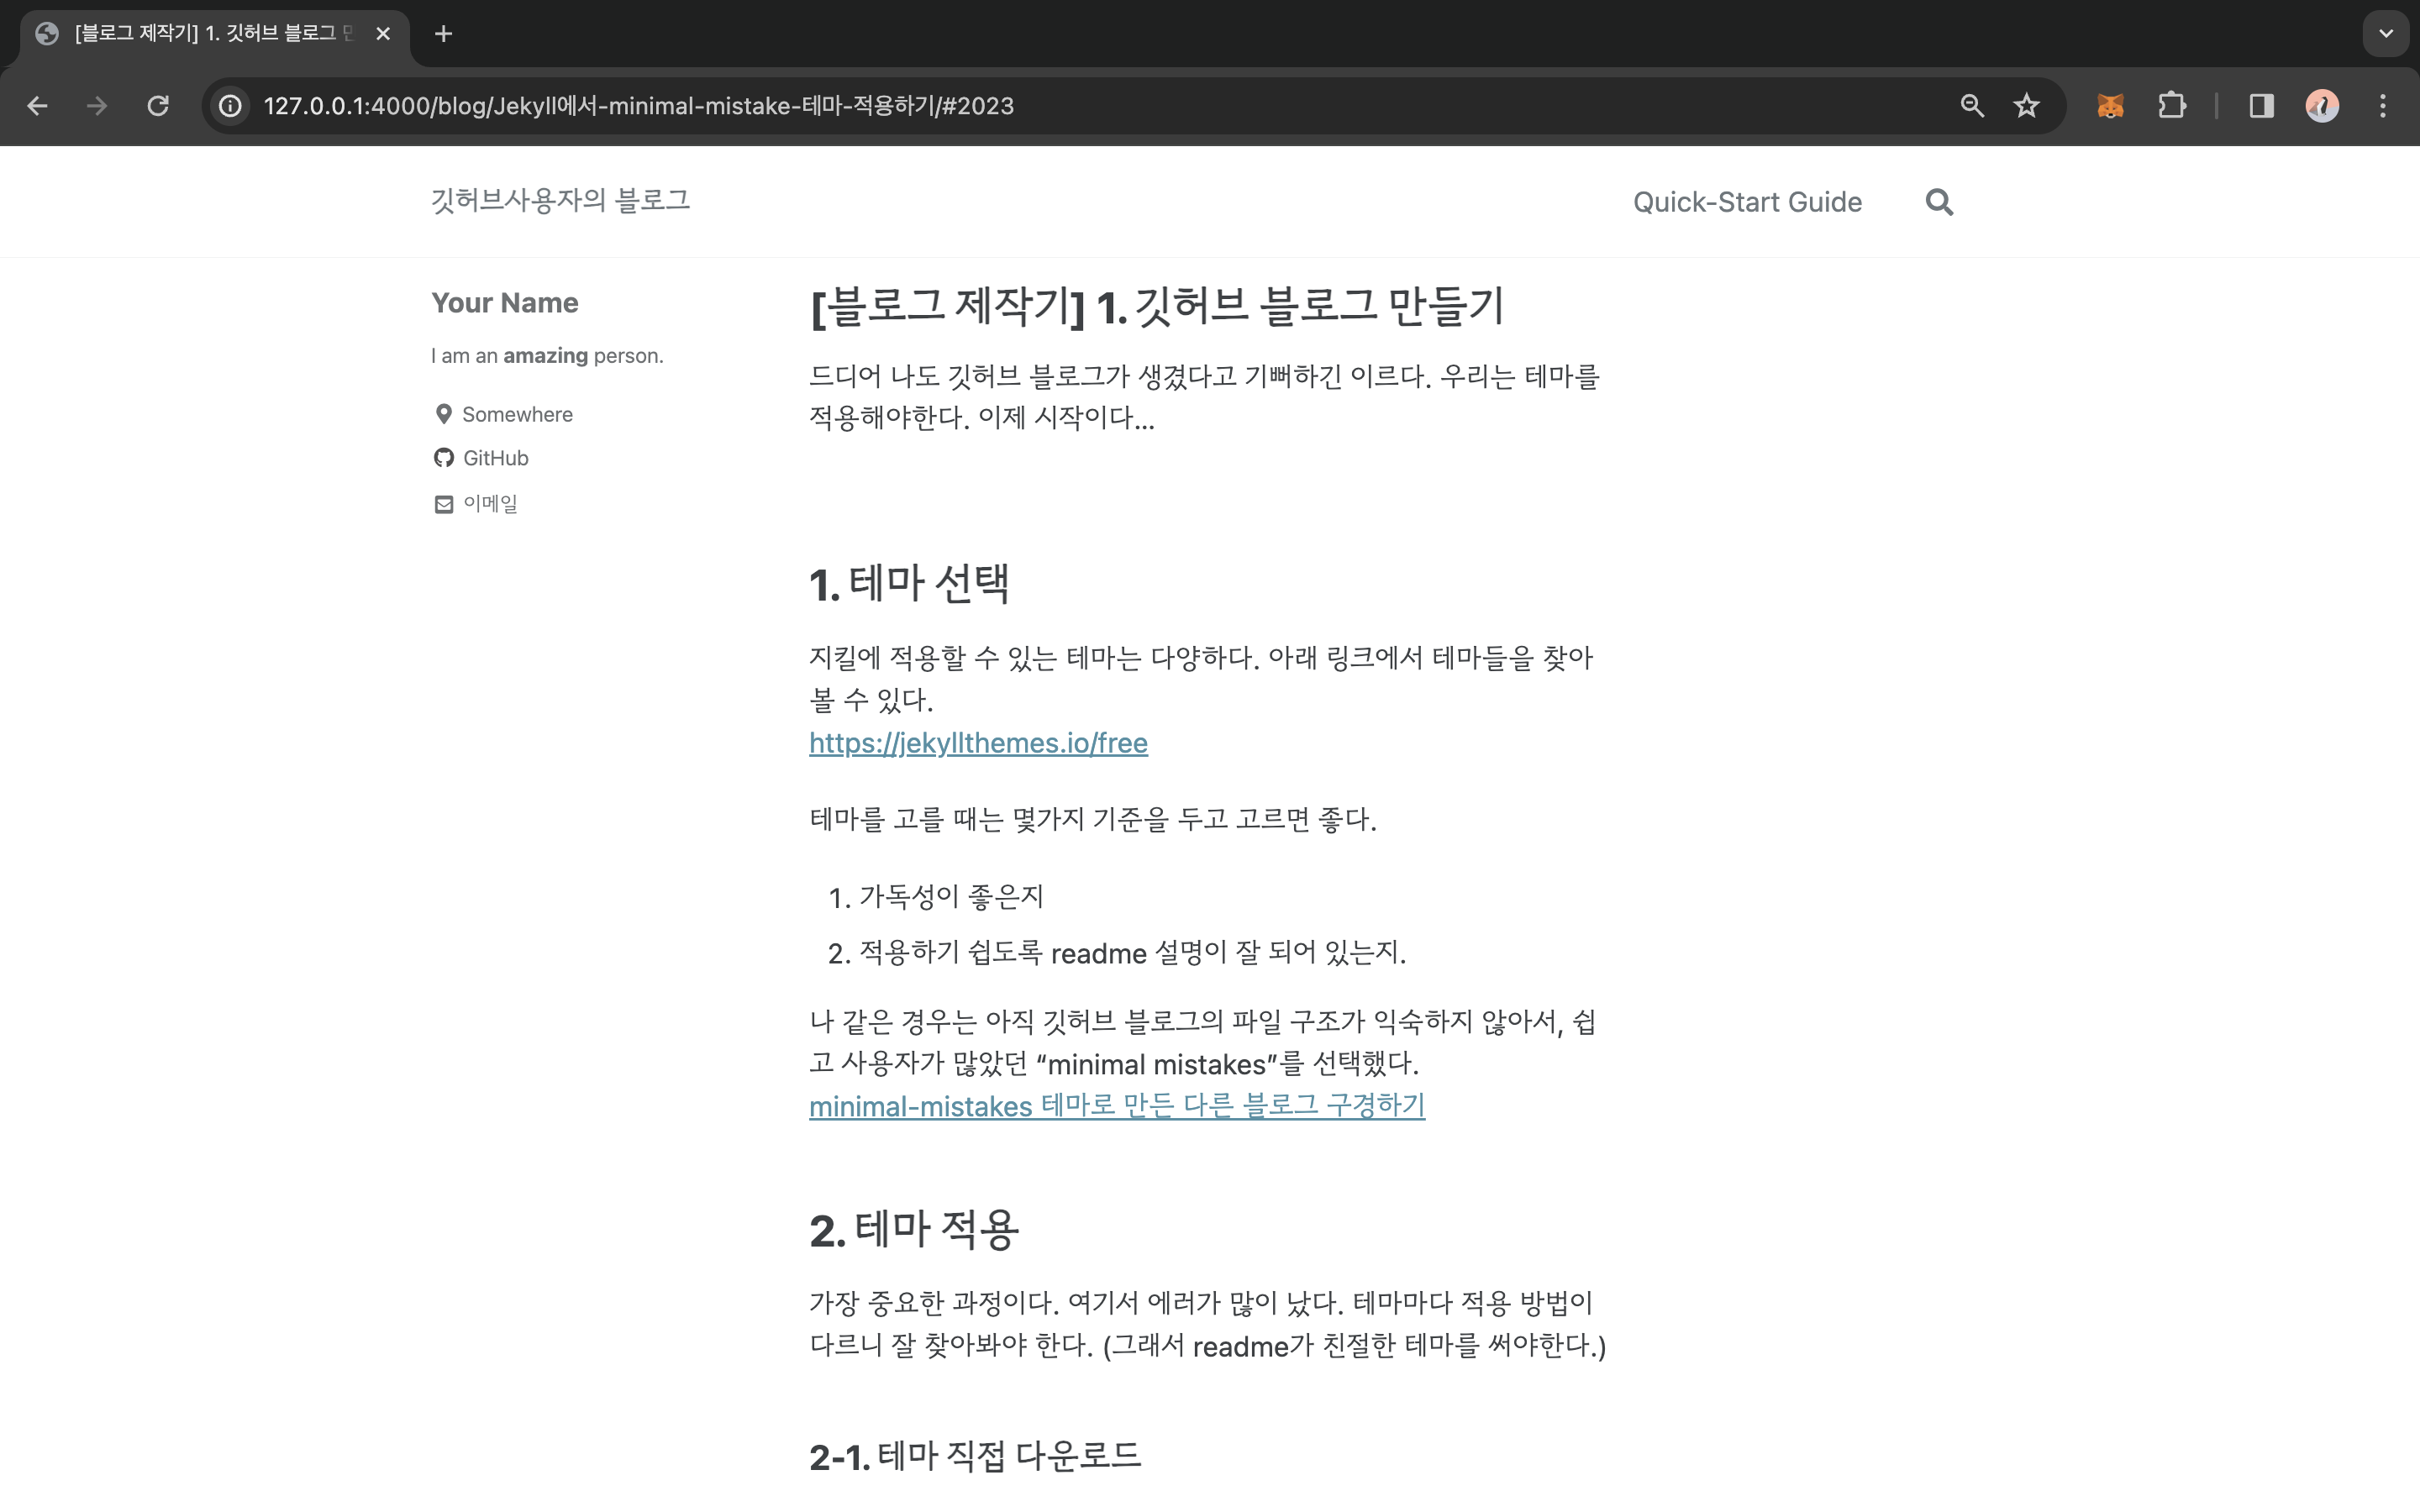 [블로그 제작기] 1. 깃허브 블로그
127.0.0.1:4000/blog/Jekyll에서-minimal-mistake-테마-적용하기/#2023
깃허브사용자의 블로그
Quick-Start Guide
Your Name
I am an amazing person.
Somewhere
GitHub
이메일
[블로그 제작기] 1. 깃허브 블로그 만들기
드디어 나도 깃허브 블로그가 생겼다고 기뻐하긴 이르다. 우리는 테마를
적용해야한다. 이제 시작이다…
1. 테마 선택
지킬에 적용할 수 있는 테마는 다양하다. 아래 링크에서 테마들을 찾아
볼 수 있다.
https://jekyllthemes.io/free
테마를 고를 때는 몇가지 기준을 두고 고르면 좋다.
1. 가독성이 좋은지
2. 적용하기 쉽도록 readme 설명이 잘 되어 있는지.
나 같은 경우는 아직 깃허브 블로그의 파일 구조가 익숙하지 않아서, 쉽
고 사용자가 많았던 “minimal mistakes”를 선택했다.
minimal-mistakes 테마로 만든 다른 블로그 구경하기
2. 테마 적용
가장 중요한 과정이다. 여기서 에러가 많이 났다. 테마마다 적용 방법이
다르니 잘 찾아봐야 한다. (그래서 readme가 친절한 테마를 써야한다.)
2-1. 테마 직접 다운로드